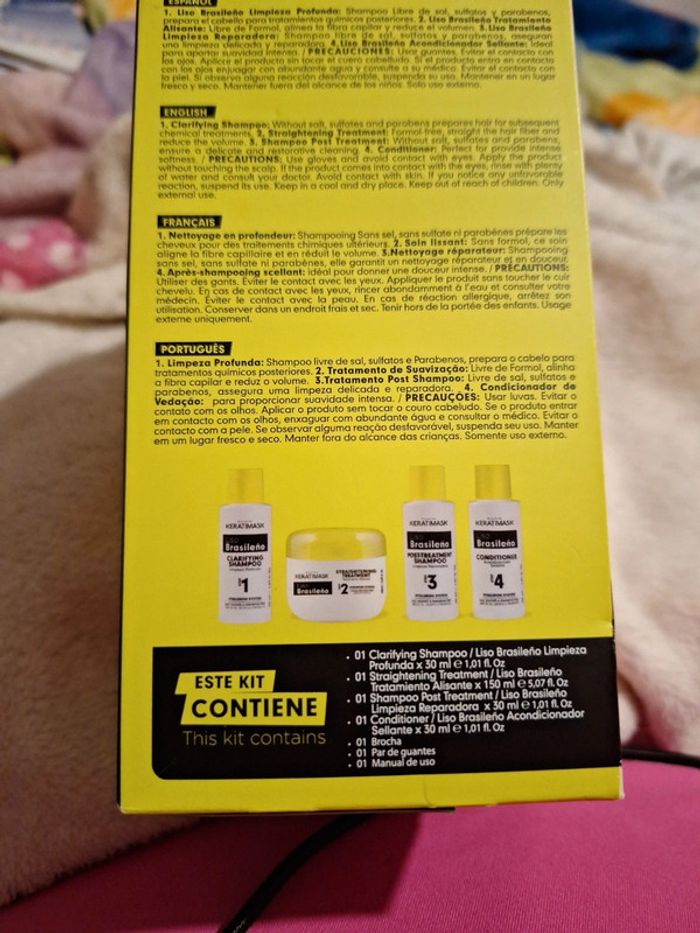 ESPAÑOL
1. Liso Brasileño Limpieza Profunda: Shampoo Libre de sal, sulfatos y parabenos,
prepara el cabello para tratamientos químicos posteriores. 2. Liso Brasileño Tratamiento
Alisante: Libre de Formol, alinea la fibra capilar y reduce el volumen. 3. Liso Brasileño
Limpieza Reparadora: Shampoo libre de sal, sulfatos y parabenos, aseguran
una limpieza delicada y reparadora. 4. Liso Brasileño Acondicionador Sellante: Ideal
para aportar suavidad intensa. / PRECAUCIONES: Usar guantes. Evitar el contacto con
los ojos. Aplicar el producto sin tocar el cuero cabelludo. Si el producto entra en contacto
con los ojos enjuagar con abundante agua y consulte a su médico. Evitar el contacto con
la piel. Si observa alguna reacción desfavorable, suspenda su uso. Mantener en un lugar
fresco y seco. Mantener fuera del alcance de los niños. Solo uso externo.
ENGLISH
1. Clarifying Shampoo: Without salt, sulfates and parabens prepares hair for subsequent
chemical treatments. 2. Straightening Treatment: Formol-free, straight the hair fiber and
reduce the volume. 3. Shampoo Post Treatment: Without salt, sulfates and parabens,
ensure a delicate and restorative cleaning. 4. Conditioner: Perfect for provide intense
softness. / PRECAUTIONS: Use gloves and avoid contact with eyes. Apply the product
without touching the scalp. If the product comes into contact with the eyes, rinse with plenty
of water and consult your doctor. Avoid contact with skin. If you notice any unfavorable
reaction, suspend its use. Keep in a cool and dry place. Keep out of reach of children. Only
external use.
FRANÇAIS
1. Nettoyage en profondeur: Shampooing Sans sel, sans sulfate ni parabénes prépare les
cheveux pour des traitements chimiques ultérieurs. 2. Soin lissant: Sans formol, ce soin
aligne la fibre capillaire et en réduit le volume. 3.Nettoyage réparateur: Shampooing
sans sel, sans sulfate ni parabènes, elle garantit un nettoyage réparateur et en douceur.
4. Après-shampooing scellant: idéal pour donner une douceur intense. / PRÉCAUTIONS:
Utiliser des gants. Éviter le contact avec les yeux. Appliquer le produit sans toucher le cuir
chevelu. En cas de contact avec les yeux, rincer abondamment à l'eau et consulter votre
médecin. Éviter le contact avec la peau. En cas de réaction allergique, arrêtez son
utilisation. Conserver dans un endroit frais et sec. Tenir hors de la portée des enfants. Usage
externe uniquement.
PORTUGUÊS
1. Limpeza Profunda: Shampoo livre de sal, sulfatos e Parabenos, prepara o cabelo para
tratamentos químicos posteriores. 2. Tratamento de Suavização: Livre de Formol, alinha
a fibra capilar e reduz o volume. 3.Tratamento Post Shampoo: Livre de sal, sulfatos e
parabenos, assegura uma limpeza delicada e reparadora. 4. Condicionador de
Vedação: para proporcionar suavidade intensa. / PRECAUÇÕES: Usar luvas. Evitar o
contato com os olhos. Aplicar o produto sem tocar o couro cabeludo. Se o produto entrar
em contacto com os olhos, enxaguar com abundante água e consultar o médico. Evitar o
contacto com a pele. Se observar alguma reação desfavorável, suspenda seu uso. Manter
em um lugar fresco e seco. Manter fora do alcance das crianças. Somente uso externo.
KERATIMASK
LISO
Brasileño
CLARIFYING
SHAMPOO
1
KERATIMASK
LISO
Brasileño
STRAIGHTENING
TREATMENT
2
KERATIMASK
LISO
Brasileño
POST-TREATMENT
SHAMPOO
3
KERATIMASK
LISO
Brasileño
CONDITIONER
4
ESTE KIT
CONTIENE
This kit contains
. 01 Clarifying Shampoo / Liso Brasileño Limpieza
Profunda x 30 ml e 1,01 fl. Oz
. 01 Straightening Treatment / Liso Brasileño
Tratamiento Alisante x 150 ml e 5,07 fl. Oz
. 01 Shampoo Post Treatment / Liso Brasileño
Limpieza Reparadora x 30 ml e 1,01 fl. Oz
. 01 Conditioner / Liso Brasileño Acondicionador
Sellante x 30 ml e 1,01 fl. Oz
. 01 Brocha
. 01 Par de guantes
. 01 Manual de uso